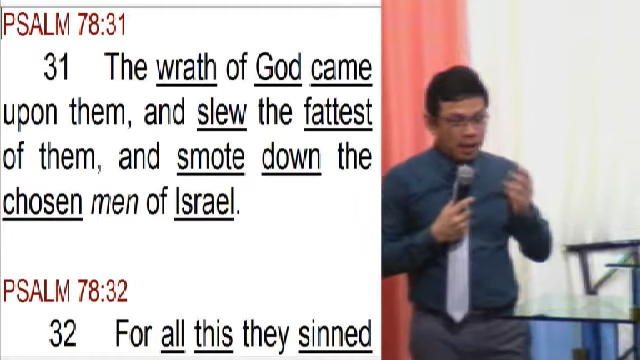 PSALM 78:31
31 The wrath of God came
upon them, and slew the fattest
of them, and smote down the
chosen men of Israel.
PSALM 78:32
32 For all this they sinned